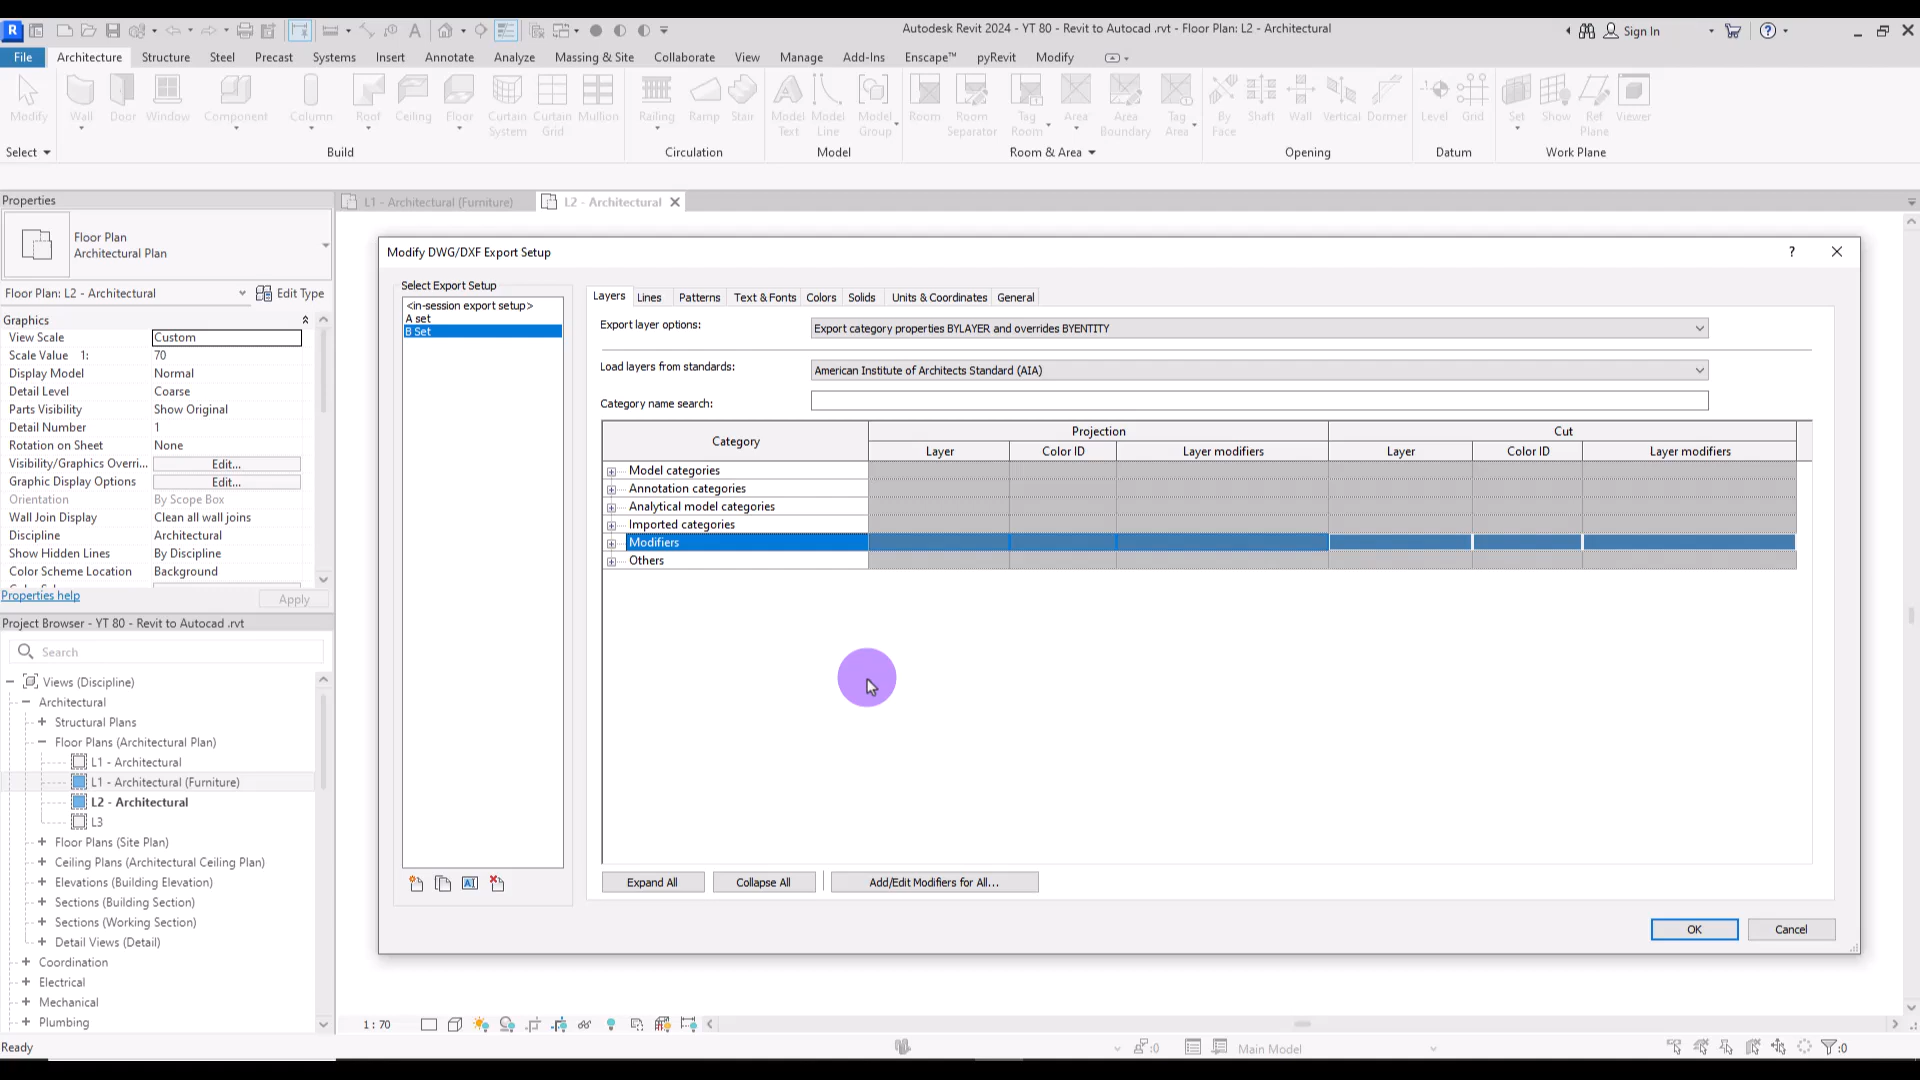 Autodesk Revit 2024 - YT 80 - Revit to Autocad .rvt - Floor Plan: L2 - Architectural
Sign In
File Architecture Structure Steel Precast Systems Insert Annotate Analyze Massing & Site Collaborate View Manage Add-Ins Enscape™ pyRevit Modify
Modify Wall Door Window Component Column Roof Ceiling Floor Curtain System Curtain Grid Mullion Railing Ramp Stair Model Text Model Line Model Group Room Room Separator Tag Room Area Area Boundary Tag Area By Face Shaft Wall Vertical Dormer Level Grid Set Show Ref Plane Viewer
Select Build Circulation Model Room & Area Opening Datum Work Plane
Properties
L1 - Architectural (Furniture) L2 - Architectural
Floor Plan
Architectural Plan
Floor Plan: L2 - Architectural Edit Type
Graphics
View Scale Custom
Scale Value 1: 70
Display Model Normal
Detail Level Coarse
Parts Visibility Show Original
Detail Number 1
Rotation on Sheet None
Visibility/Graphics Overri... Edit...
Graphic Display Options Edit...
Orientation By Scope Box
Wall Join Display Clean all wall joins
Discipline Architectural
Show Hidden Lines By Discipline
Color Scheme Location Background
Properties help Apply
Project Browser - YT 80 - Revit to Autocad .rvt
Search
Views (Discipline)
Architectural
Structural Plans
Floor Plans (Architectural Plan)
L1 - Architectural
L1 - Architectural (Furniture)
L2 - Architectural
L3
Floor Plans (Site Plan)
Ceiling Plans (Architectural Ceiling Plan)
Elevations (Building Elevation)
Sections (Building Section)
Sections (Working Section)
Detail Views (Detail)
Coordination
Electrical
Mechanical
Plumbing
Modify DWG/DXF Export Setup
Select Export Setup
<in-session export setup>
A set
B Set
Layers Lines Patterns Text & Fonts Colors Solids Units & Coordinates General
Export layer options: Export category properties BYLAYER and overrides BYENTITY
Load layers from standards: American Institute of Architects Standard (AIA)
Category name search:
Category Projection Cut
Layer Color ID Layer modifiers Layer Color ID Layer modifiers
Model categories
Annotation categories
Analytical model categories
Imported categories
Modifiers
Others
Expand All Collapse All Add/Edit Modifiers for All...
OK Cancel
1 : 70
Ready :0 Main Model :0